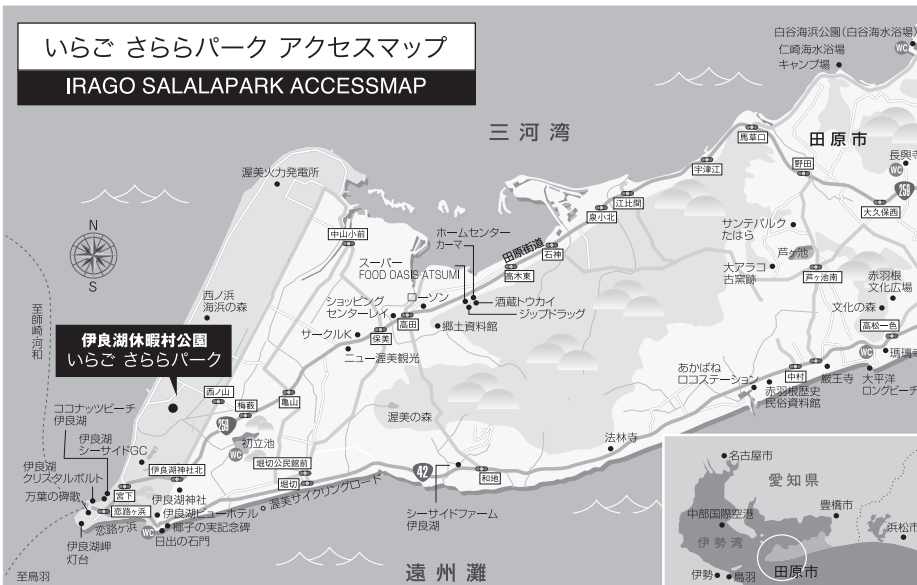 いらご さららパーク アクセスマップ
IRAGO SALALAPARK ACCESSMAP
白谷海浜公園(白谷海水浴場)
WC
仁崎海水浴場
キャンプ場
三河湾
馬草口
田原市
宇津江
野田
長興寺
WC
259
大久保西
渥美火力発電所
江比間
泉小北
サンテパルク
たはら
N
S
中山小前
ホームセンター
カーマ
田原街道
石神
芦ヶ池
スーパー
FOOD OASIS ATSUMI
高木東
大アラコ
古窯跡
芦ヶ池南
赤羽根
文化広場
西ノ浜
海浜の森
ショッピング
センターレイ
ローソン
酒蔵トウカイ
ジップドラッグ
文化の森
至師崎・河和
高田
郷土資料館
高松一色
サークルK
保美
伊良湖休暇村公園
いらご さららパーク
ニュー渥美観光
あかばね
ロコステーション
中村
WC
厳王寺
大平洋
ロングビーチ
赤羽根歴史
民俗資料館
西ノ山
亀山
梅薮
渥美の森
ココナッツビーチ
伊良湖
259
初立池
WC
法林寺
伊良湖
シーサイドGC
堀切公民館前
伊良湖神社北
42
和地
名古屋市
伊良湖
クリスタルポルト
堀切
愛知県
万葉の碑歌
宮下
伊良湖神社
渥美サイクリングロード
シーサイドファーム
伊良湖
豊橋市
恋路ヶ浜
伊良湖ビューホテル
中部国際空港
浜松市
恋路ヶ浜
WC
椰子の実記念碑
日出の石門
伊勢湾
伊良湖岬
灯台
至鳥羽
遠州灘
伊勢
鳥羽
田原市